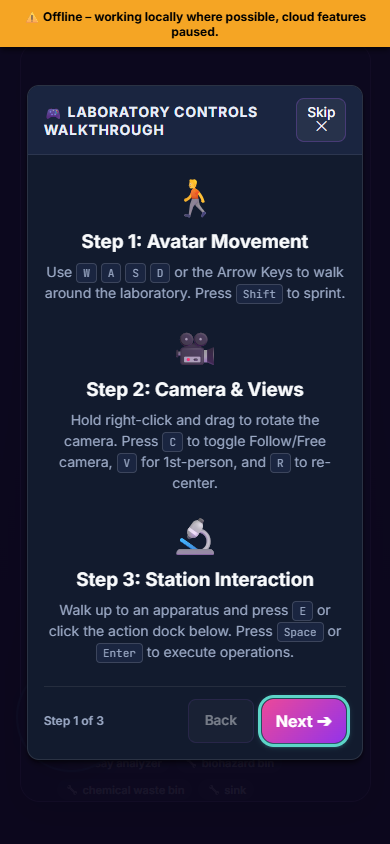 ⚠️ Offline – working locally where possible, cloud features
paused.
🎮 LABORATORY CONTROLS
WALKTHROUGH
Skip
✕
Step 1: Avatar Movement
Use W A S D or the Arrow Keys to walk
around the laboratory. Press Shift to sprint.
Step 2: Camera & Views
Hold right-click and drag to rotate the
camera. Press C to toggle Follow/Free
camera, V for 1st-person, and R to re-
center.
Step 3: Station Interaction
Walk up to an apparatus and press E or
click the action dock below. Press Space or
Enter to execute operations.
Step 1 of 3
Back
Next ➔
analyzer biohazard bin
chemical waste bin sink